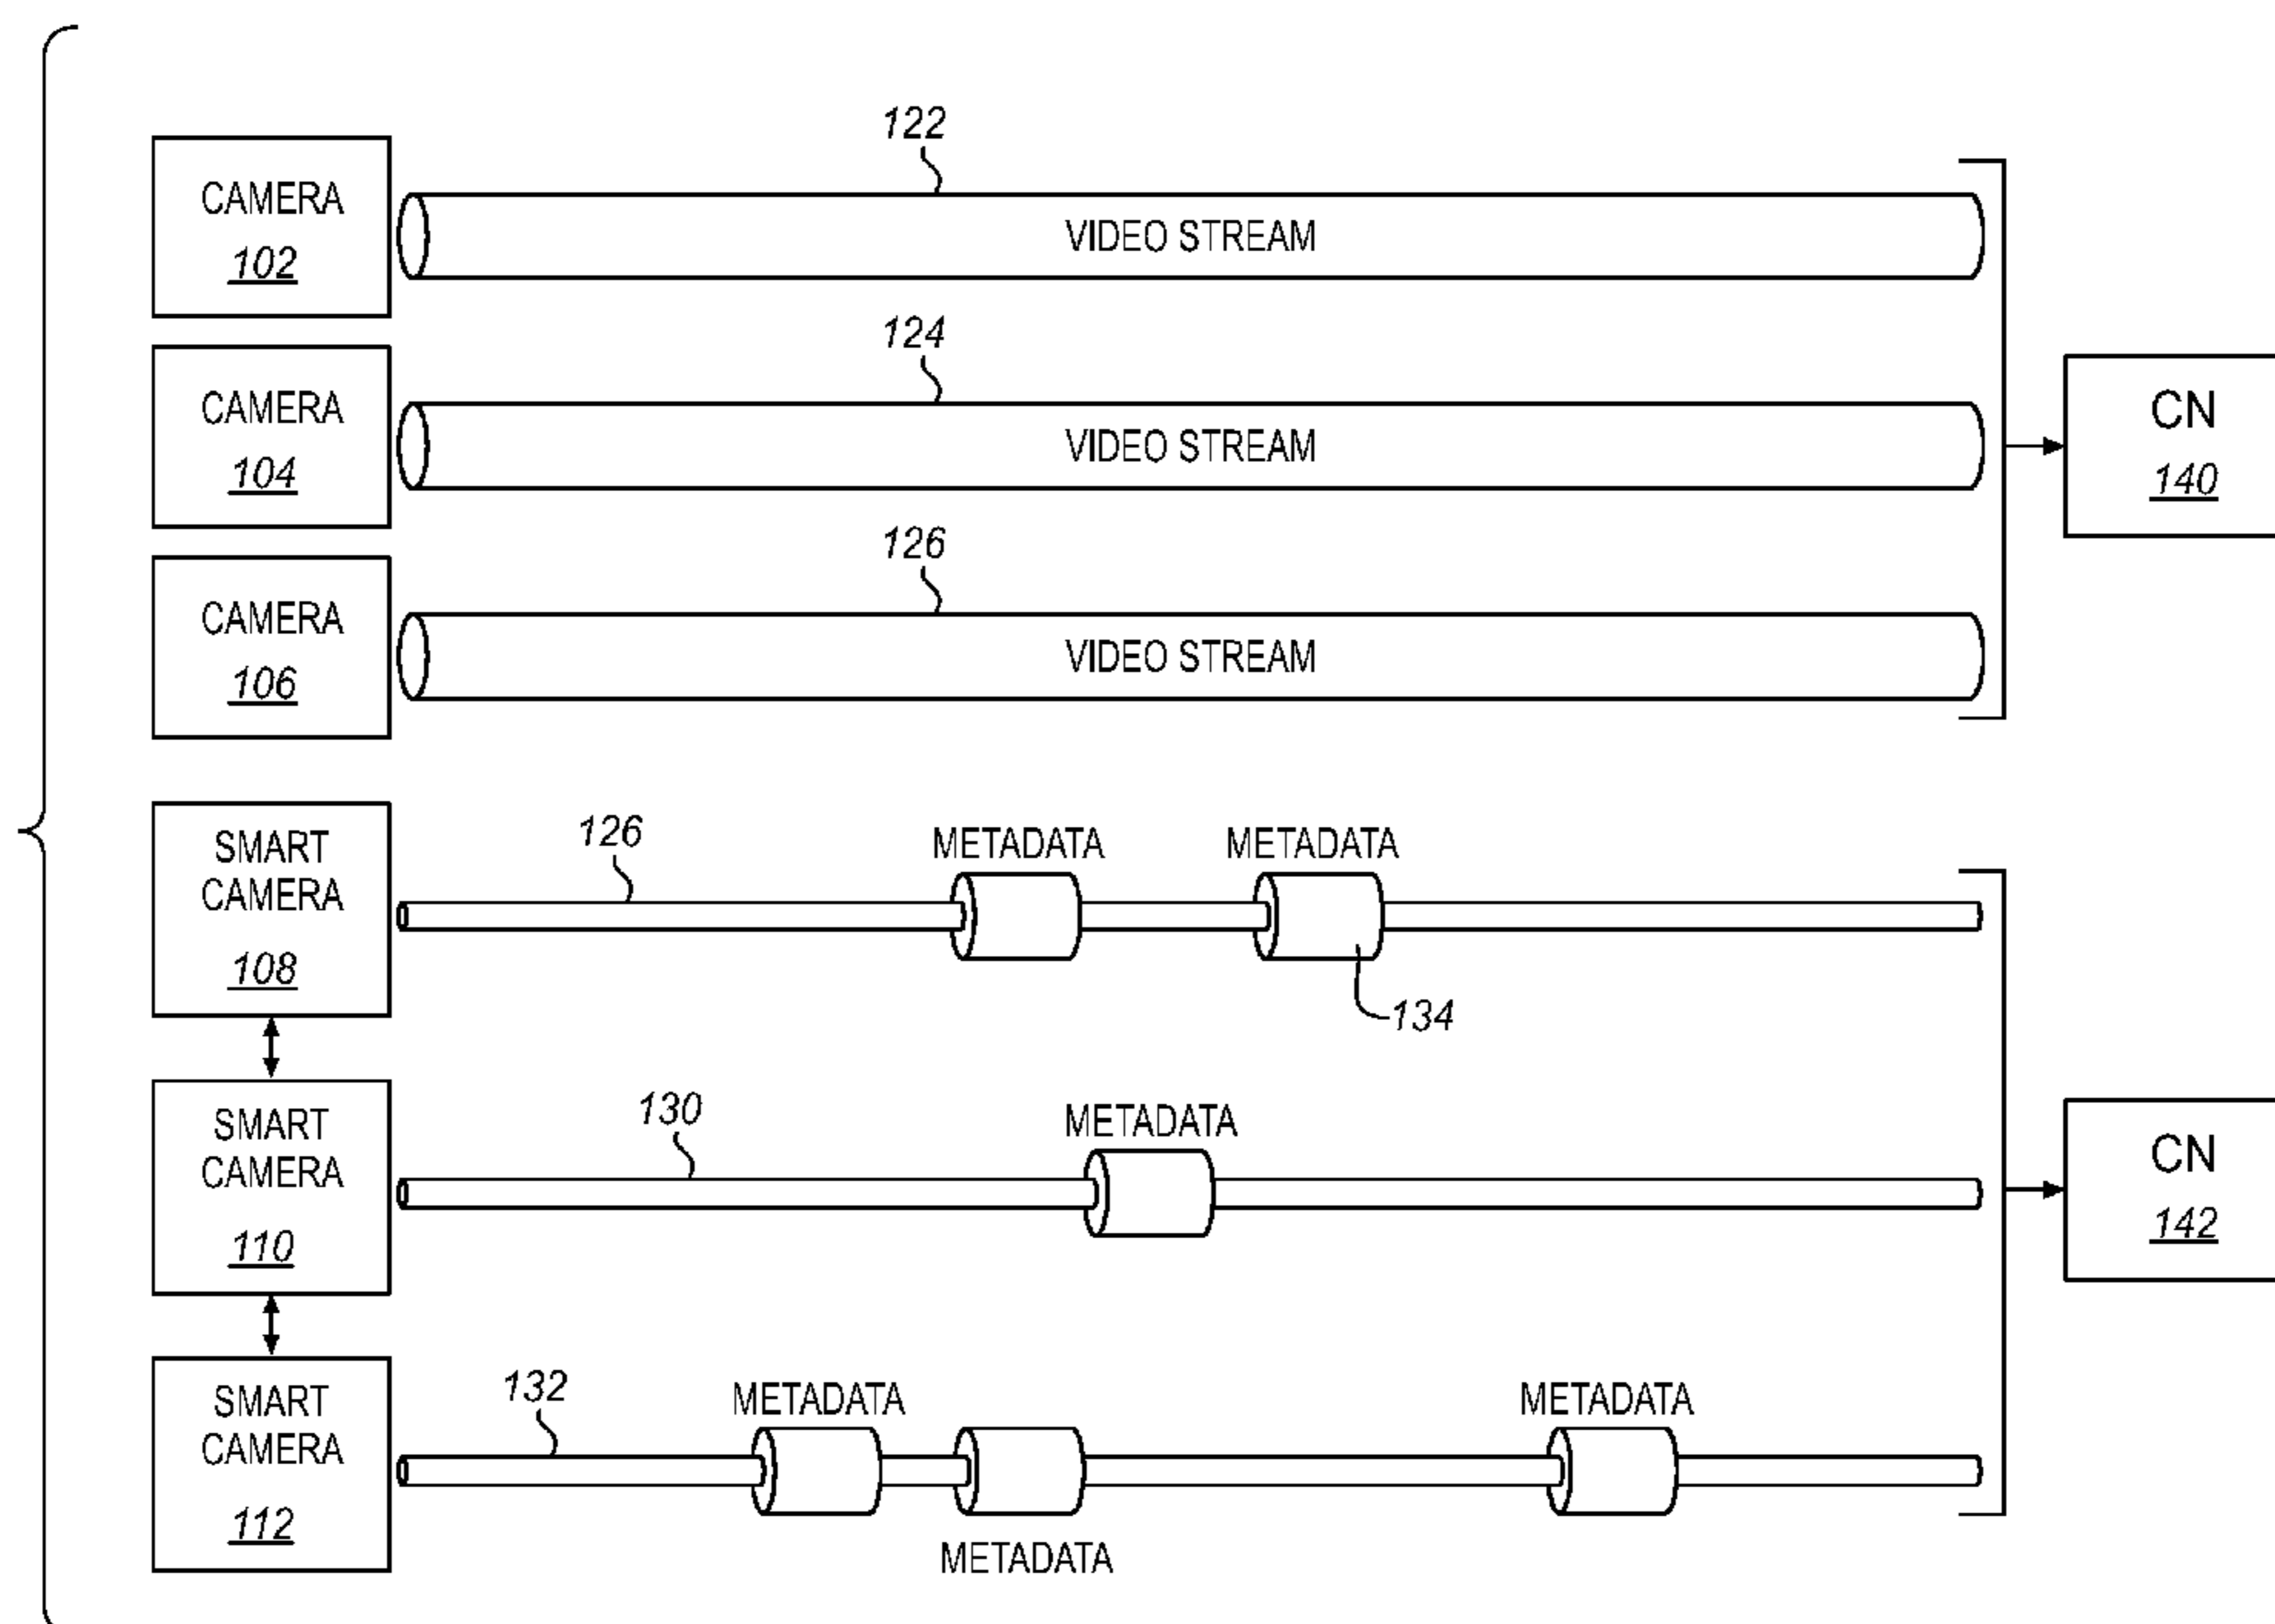 122
CAMERA
102
VIDEO STREAM
124
CAMERA
104
VIDEO STREAM
CN
140
126
CAMERA
106
VIDEO STREAM
SMART
CAMERA
108
126
METADATA
METADATA
134
SMART
CAMERA
110
130
METADATA
CN
142
SMART
CAMERA
112
132
METADATA
METADATA
METADATA